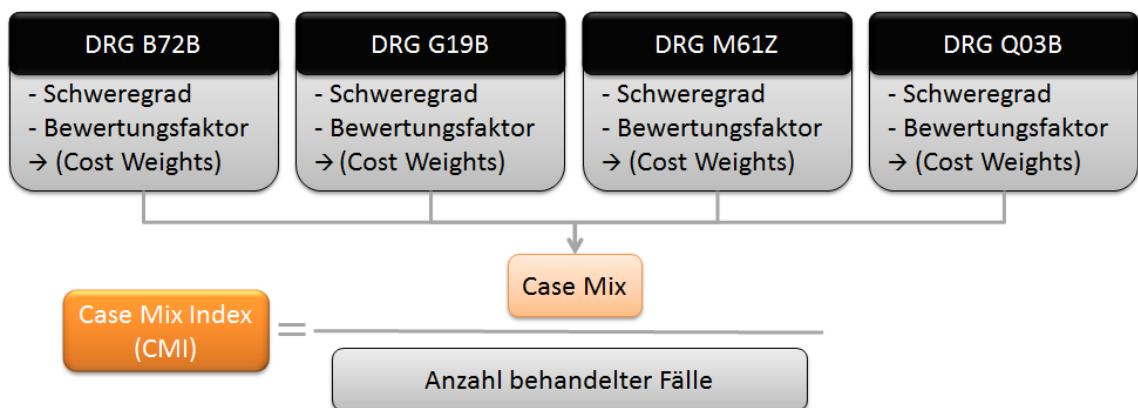 DRG B72B
- Schweregrad
- Bewertungsfaktor
→ (Cost Weights)
DRG G19B
- Schweregrad
- Bewertungsfaktor
→ (Cost Weights)
DRG M61Z
- Schweregrad
- Bewertungsfaktor
→ (Cost Weights)
DRG Q03B
- Schweregrad
- Bewertungsfaktor
→ (Cost Weights)
Case Mix
Case Mix Index
(CMI)
=
Anzahl behandelter Fälle